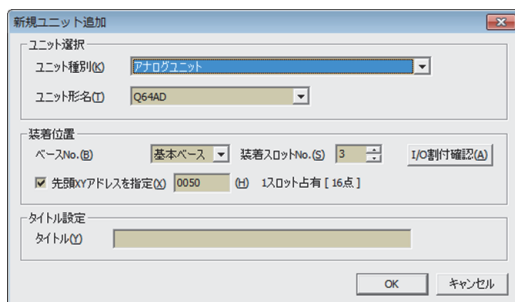 新規ユニット追加
ユニット選択
ユニット種別(K) アナログユニット
ユニット形名(T) Q64AD
装着位置
ベースNo.(B) 基本ベース 装着スロットNo.(S) 3 I/O割付確認(A)
先頭XYアドレスを指定(X) 0050 (H) 1スロット占有 [ 16点 ]
タイトル設定
タイトル(Y)
OK キャンセル